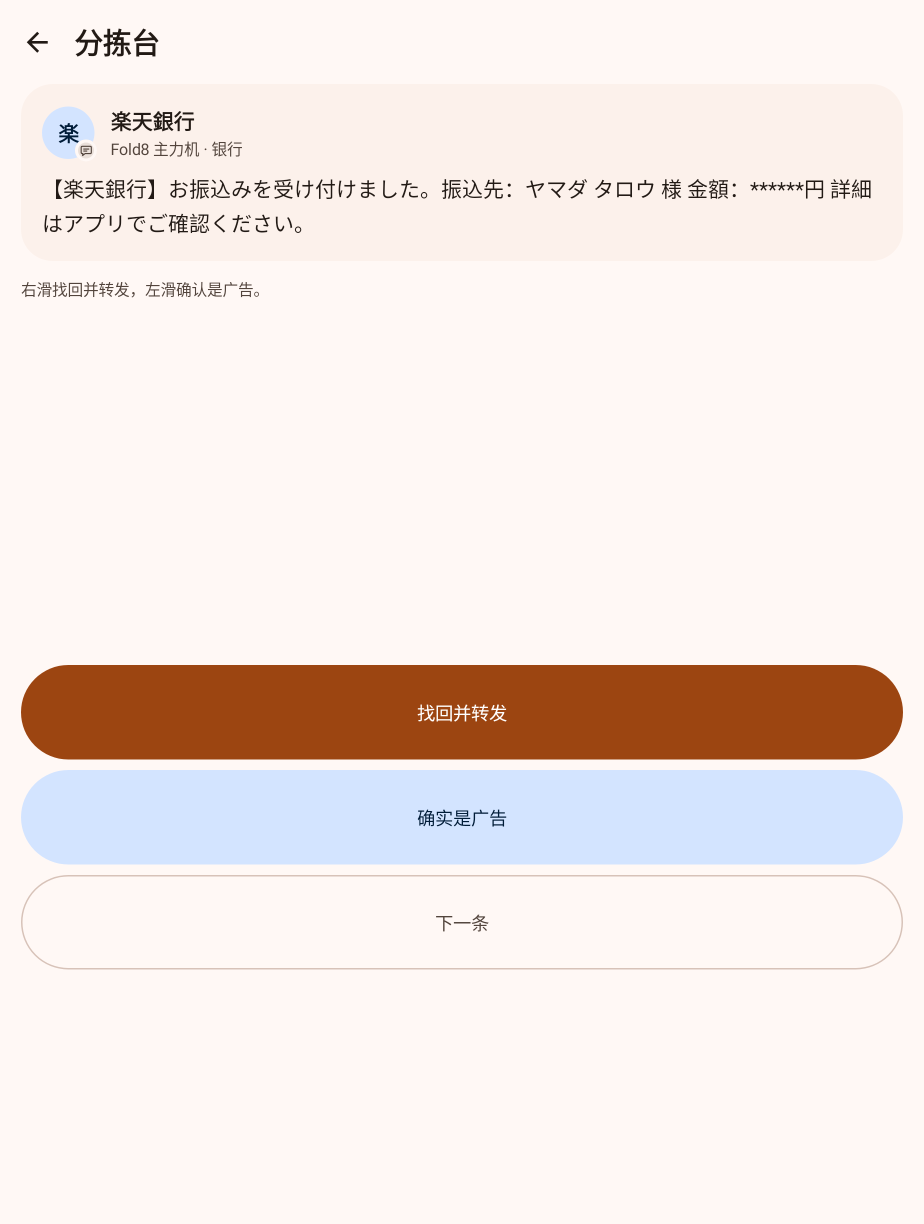 分拣台
楽
楽天銀行
Fold8 主力机 · 银行
【楽天銀行】お振込みを受け付けました。振込先：ヤマダ タロウ 様 金額：******円 詳細
はアプリでご確認ください。
右滑找回并转发，左滑确认是广告。
找回并转发
确实是广告
下一条